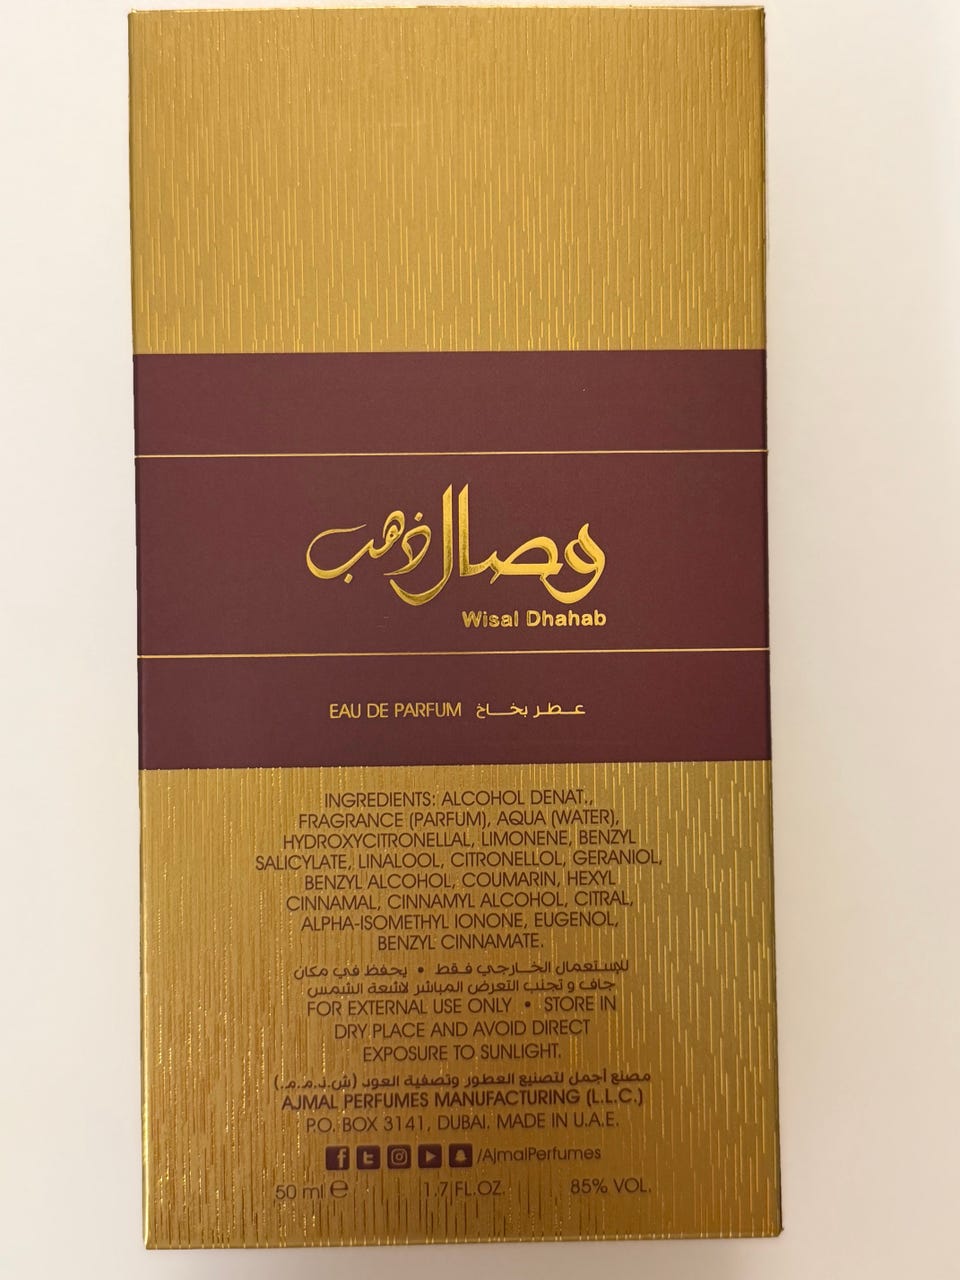 وصال ذهب
Wisal Dhahab
EAU DE PARFUM عطر بخاخ
INGREDIENTS: ALCOHOL DENAT.,
FRAGRANCE (PARFUM), AQUA (WATER),
HYDROXYCITRONELLAL, LIMONENE, BENZYL
SALICYLATE, LINALOOL, CITRONELLOL, GERANIOL,
BENZYL ALCOHOL, COUMARIN, HEXYL
CINNAMAL, CINNAMYL ALCOHOL, CITRAL,
ALPHA-ISOMETHYL IONONE, EUGENOL,
BENZYL CINNAMATE.
للإستعمال الخارجي فقط • يحفظ في مكان
جاف و تجنب التعرض المباشر لاشعة الشمس
FOR EXTERNAL USE ONLY • STORE IN
DRY PLACE AND AVOID DIRECT
EXPOSURE TO SUNLIGHT.
مصنع أجمل لتصنيع العطور وتصفية العود (ش.ذ.م.م.)
AJMAL PERFUMES MANUFACTURING (L.L.C.)
P.O. BOX 3141, DUBAI. MADE IN U.A.E.
/AjmalPerfumes
50 ml ℮ 1.7 FL.OZ. 85% VOL.